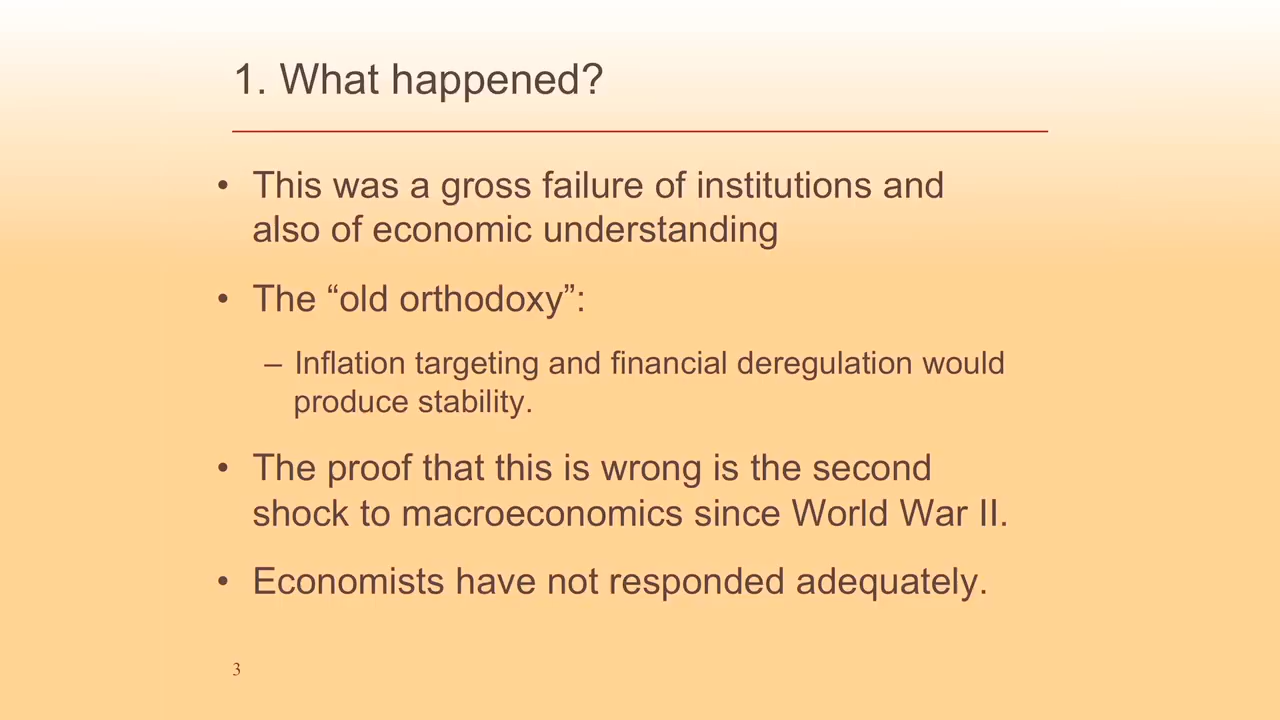 1. What happened?
• This was a gross failure of institutions and
also of economic understanding
• The “old orthodoxy”:
– Inflation targeting and financial deregulation would
produce stability.
• The proof that this is wrong is the second
shock to macroeconomics since World War II.
• Economists have not responded adequately.
3